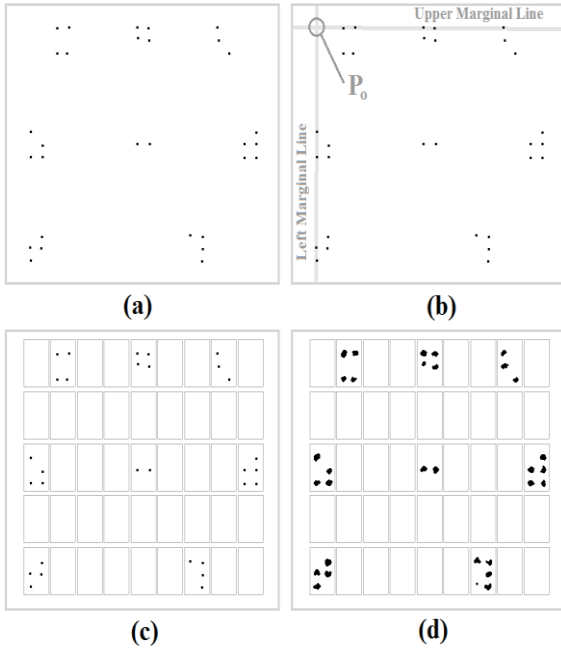 Upper Marginal Line
P₀
Left Marginal Line
(a)
(b)
(c)
(d)